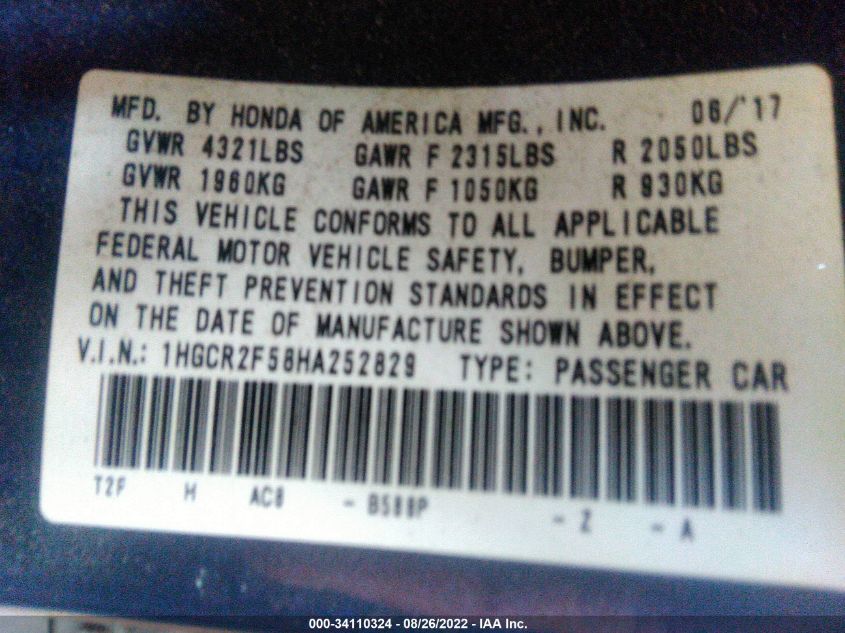 MFD. BY HONDA OF AMERICA MFG., INC. 06/'17
GVWR 4321LBS GAWR F 2315LBS R 2050LBS
GVWR 1960KG GAWR F 1050KG R 930KG
THIS VEHICLE CONFORMS TO ALL APPLICABLE
FEDERAL MOTOR VEHICLE SAFETY, BUMPER,
AND THEFT PREVENTION STANDARDS IN EFFECT
ON THE DATE OF MANUFACTURE SHOWN ABOVE.
V.I.N.: 1HGCR2F58HA252829 TYPE: PASSENGER CAR
T2F H AC8 - B588P - Z - A
000-34110324 - 08/26/2022 - IAA Inc.